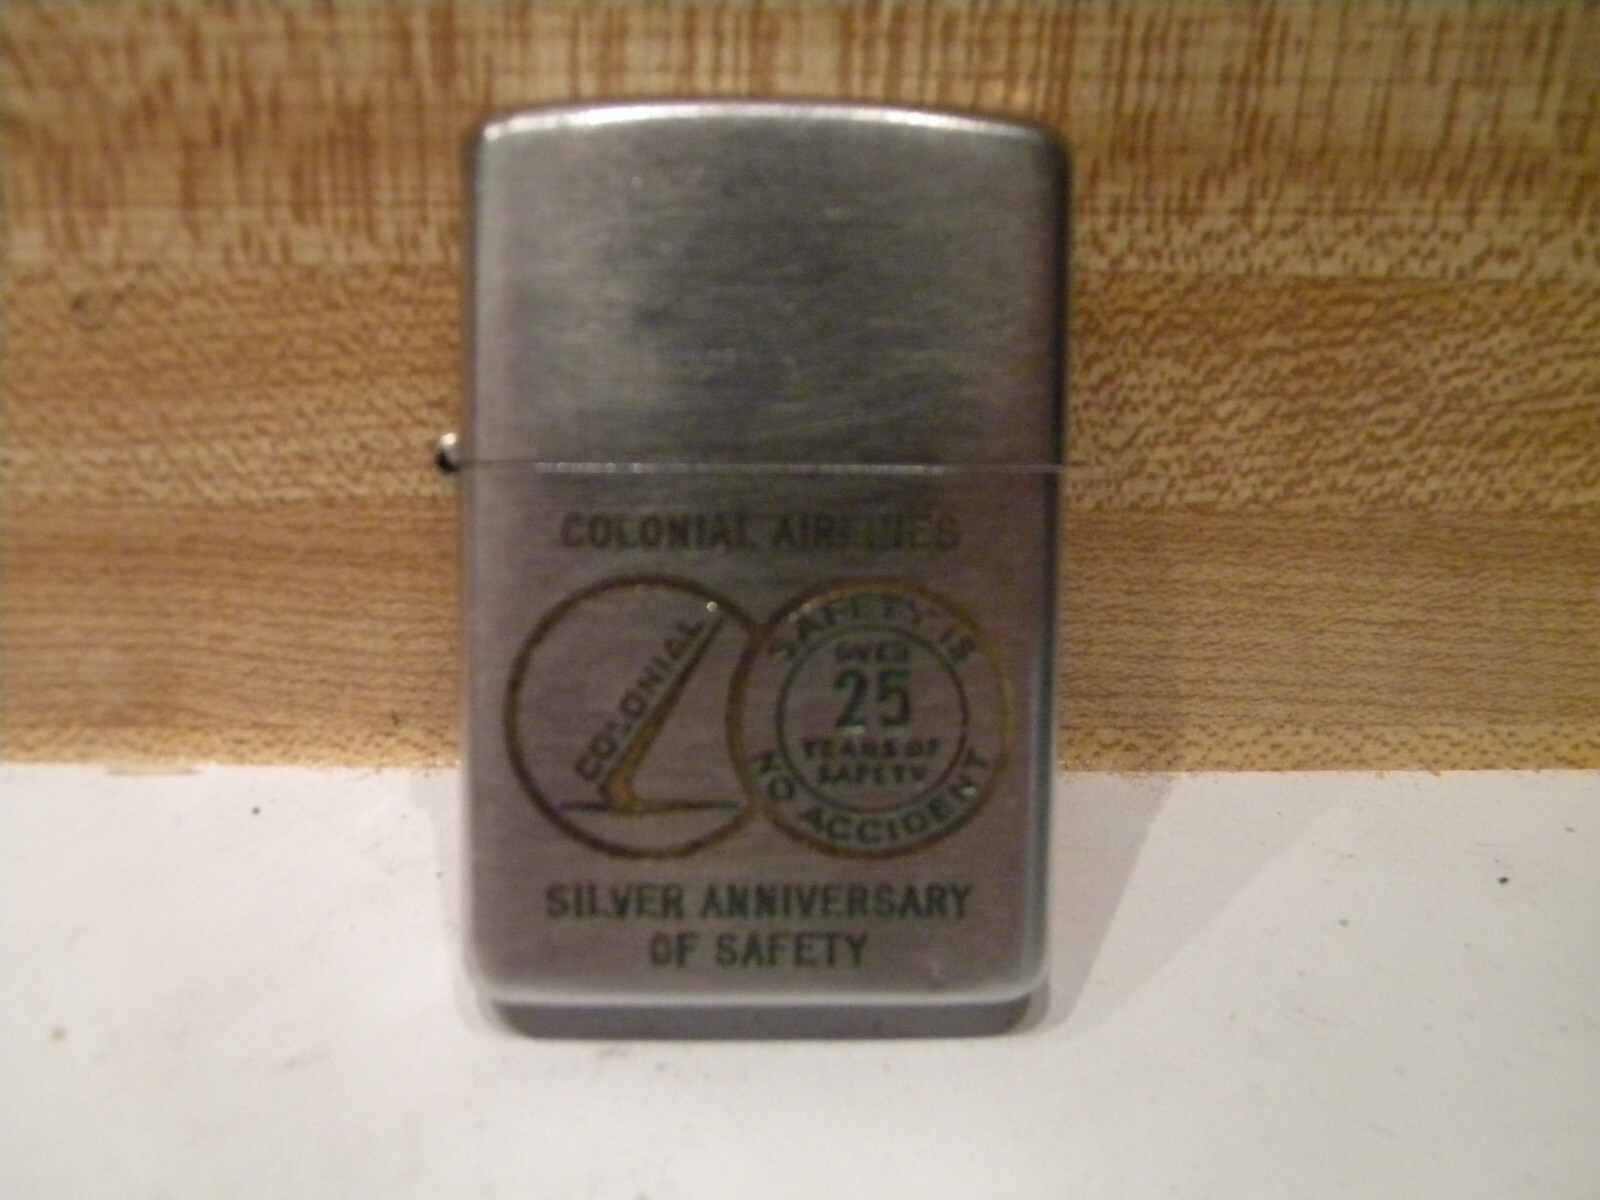 COLONIAL AIRLINES
COLONIAL
SAFETY IS
OVER
25
YEARS OF
SAFETY
NO ACCIDENT
SILVER ANNIVERSARY
OF SAFETY